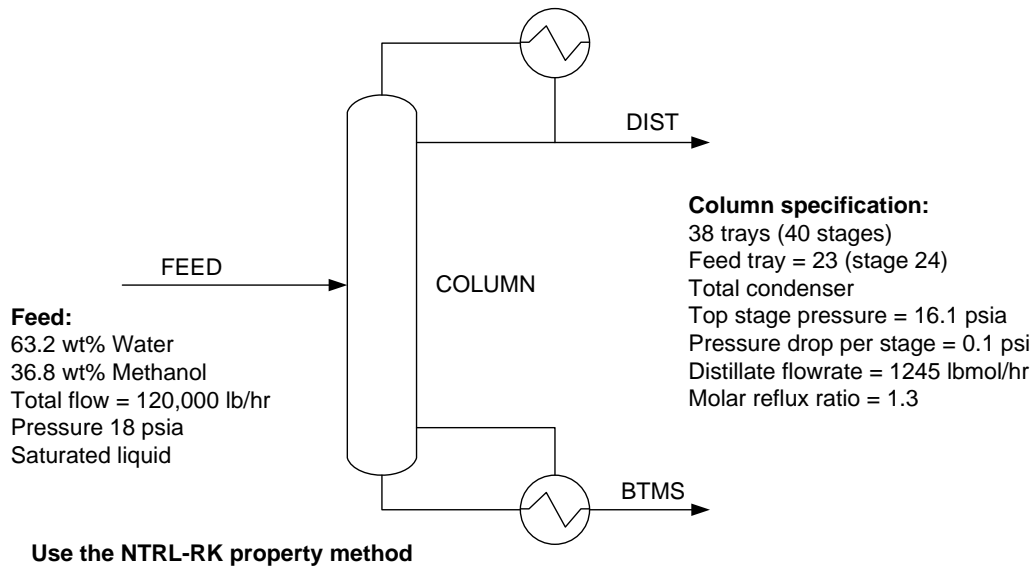 DIST
Column specification:
38 trays (40 stages)
Feed tray = 23 (stage 24)
Total condenser
Top stage pressure = 16.1 psia
Pressure drop per stage = 0.1 psi
Distillate flowrate = 1245 lbmol/hr
Molar reflux ratio = 1.3
FEED
COLUMN
Feed:
63.2 wt% Water
36.8 wt% Methanol
Total flow = 120,000 lb/hr
Pressure 18 psia
Saturated liquid
BTMS
Use the NTRL-RK property method